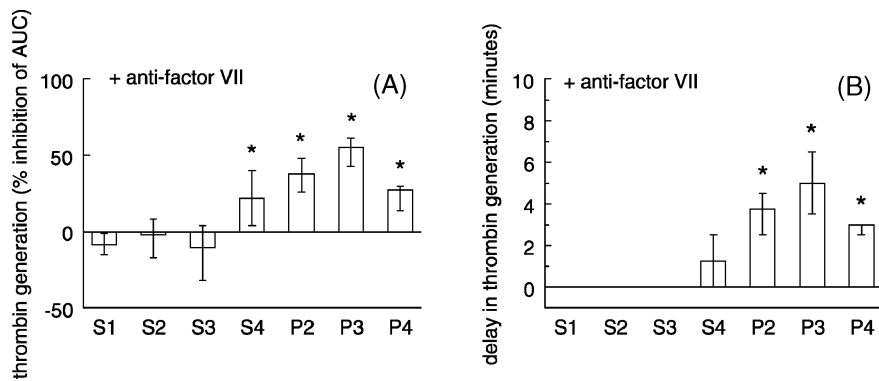 thrombin generation (% inhibition of AUC)
+ anti-factor VII
(A)
100
50
0
-50
*
*
*
*
S1 S2 S3 S4 P2 P3 P4
delay in thrombin generation (minutes)
+ anti-factor VII
(B)
10
8
6
4
2
0
*
*
*
S1 S2 S3 S4 P2 P3 P4